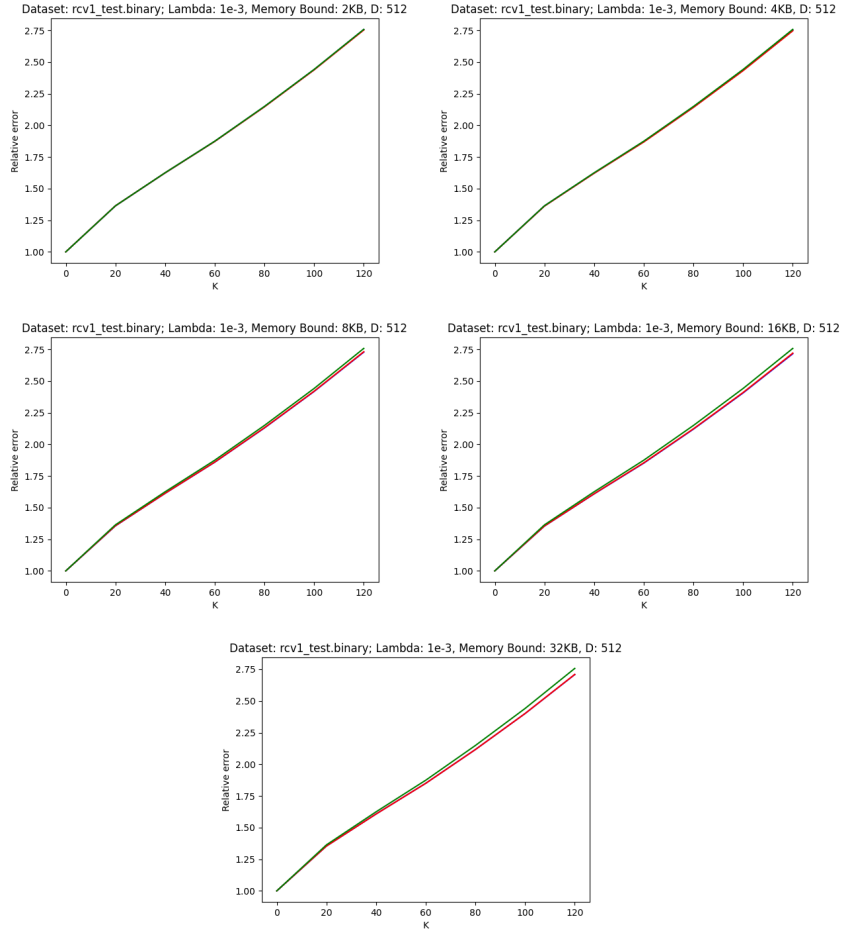 Dataset: rcv1_test.binary; Lambda: 1e-3, Memory Bound: 2KB, D: 512
2.75
2.50
2.25
2.00
1.75
1.50
1.25
1.00
Relative error
0 20 40 60 80 100 120
K
Dataset: rcv1_test.binary; Lambda: 1e-3, Memory Bound: 4KB, D: 512
2.75
2.50
2.25
2.00
1.75
1.50
1.25
1.00
Relative error
0 20 40 60 80 100 120
K
Dataset: rcv1_test.binary; Lambda: 1e-3, Memory Bound: 8KB, D: 512
2.75
2.50
2.25
2.00
1.75
1.50
1.25
1.00
Relative error
0 20 40 60 80 100 120
K
Dataset: rcv1_test.binary; Lambda: 1e-3, Memory Bound: 16KB, D: 512
2.75
2.50
2.25
2.00
1.75
1.50
1.25
1.00
Relative error
0 20 40 60 80 100 120
K
Dataset: rcv1_test.binary; Lambda: 1e-3, Memory Bound: 32KB, D: 512
2.75
2.50
2.25
2.00
1.75
1.50
1.25
1.00
Relative error
0 20 40 60 80 100 120
K